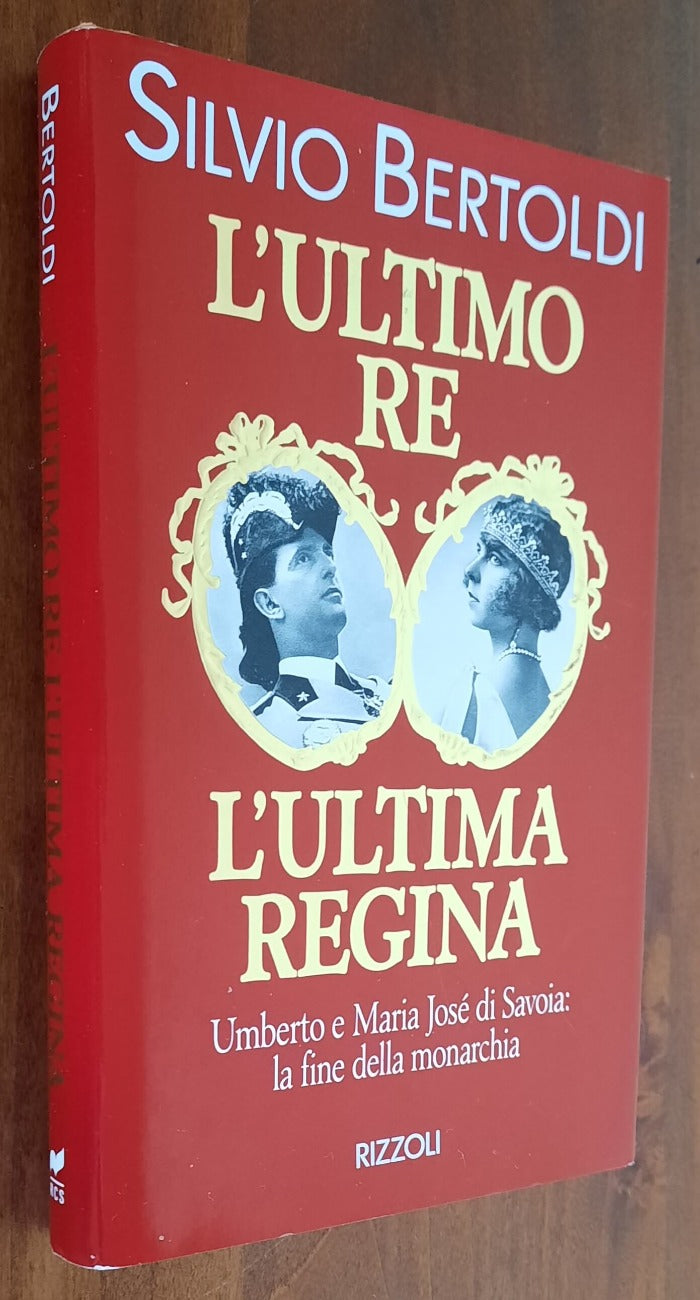 SILVIO BERTOLDI
L'ULTIMO
RE
L'ULTIMA
REGINA
Umberto e Maria José di Savoia:
la fine della monarchia
RIZZOLI
BERTOLDI
L'ULTIMO RE L'ULTIMA REGINA
RCS